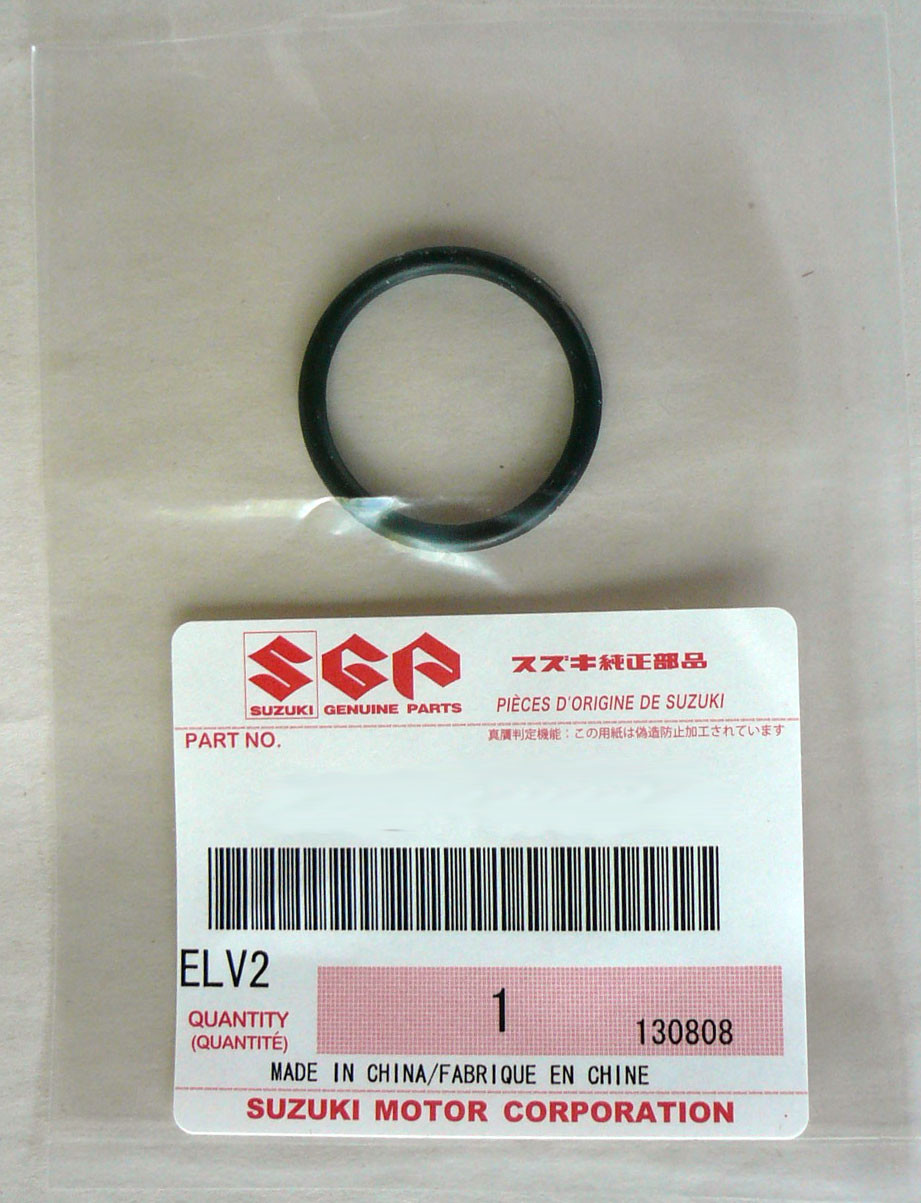 SGP
スズキ純正部品
SUZUKI GENUINE PARTS
PIÈCES D'ORIGINE DE SUZUKI
PART NO.
真贋判定機能：この用紙は偽造防止加工されています
ELV2
QUANTITY
(QUANTITÉ)
1
130808
MADE IN CHINA/FABRIQUE EN CHINE
SUZUKI MOTOR CORPORATION